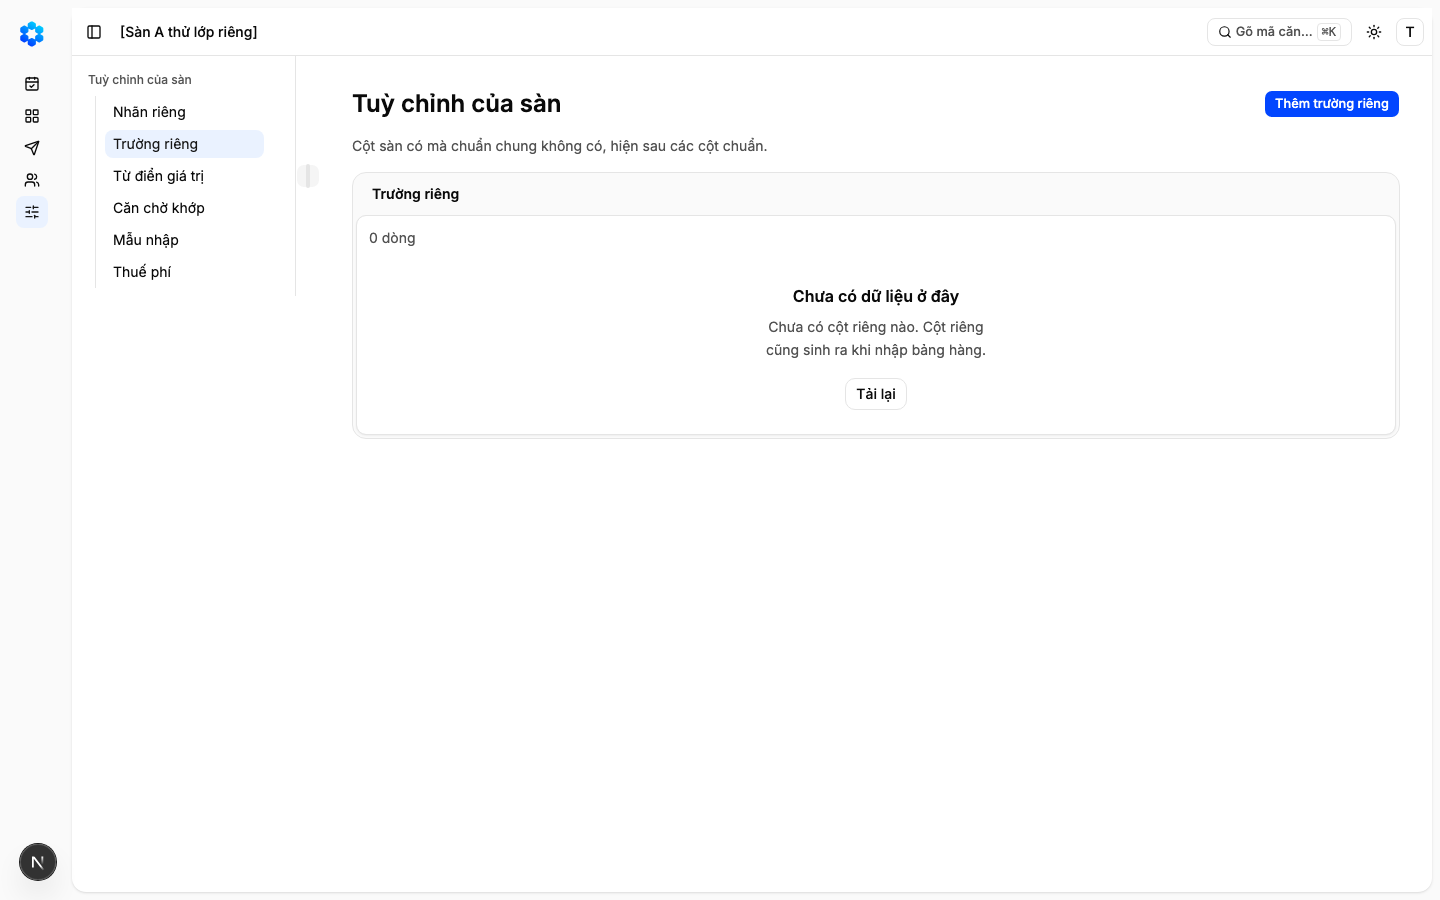 [Sàn A thử lớp riêng]
Gõ mã căn... ⌘K
T
Tuỳ chỉnh của sàn
Nhãn riêng
Trường riêng
Từ điển giá trị
Căn chờ khớp
Mẫu nhập
Thuế phí
Tuỳ chỉnh của sàn
Thêm trường riêng
Cột sàn có mà chuẩn chung không có, hiện sau các cột chuẩn.
Trường riêng
0 dòng
Chưa có dữ liệu ở đây
Chưa có cột riêng nào. Cột riêng
cũng sinh ra khi nhập bảng hàng.
Tải lại
N